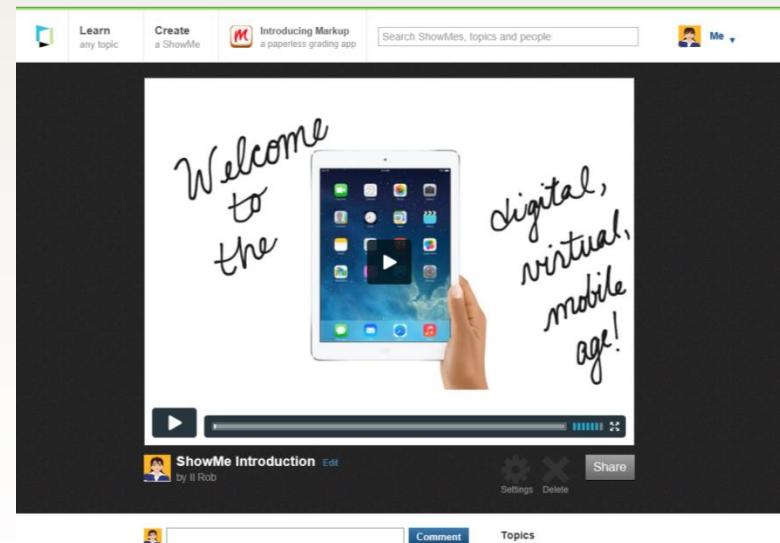 Learn
any topic
Create
a ShowMe
Introducing Markup
a paperless grading app
Search ShowMes, topics and people
Me
Welcome
to
the
digital,
virtual,
mobile
age!
ShowMe Introduction Edit
by Il Rob
Settings Delete
Share
Comment
Topics